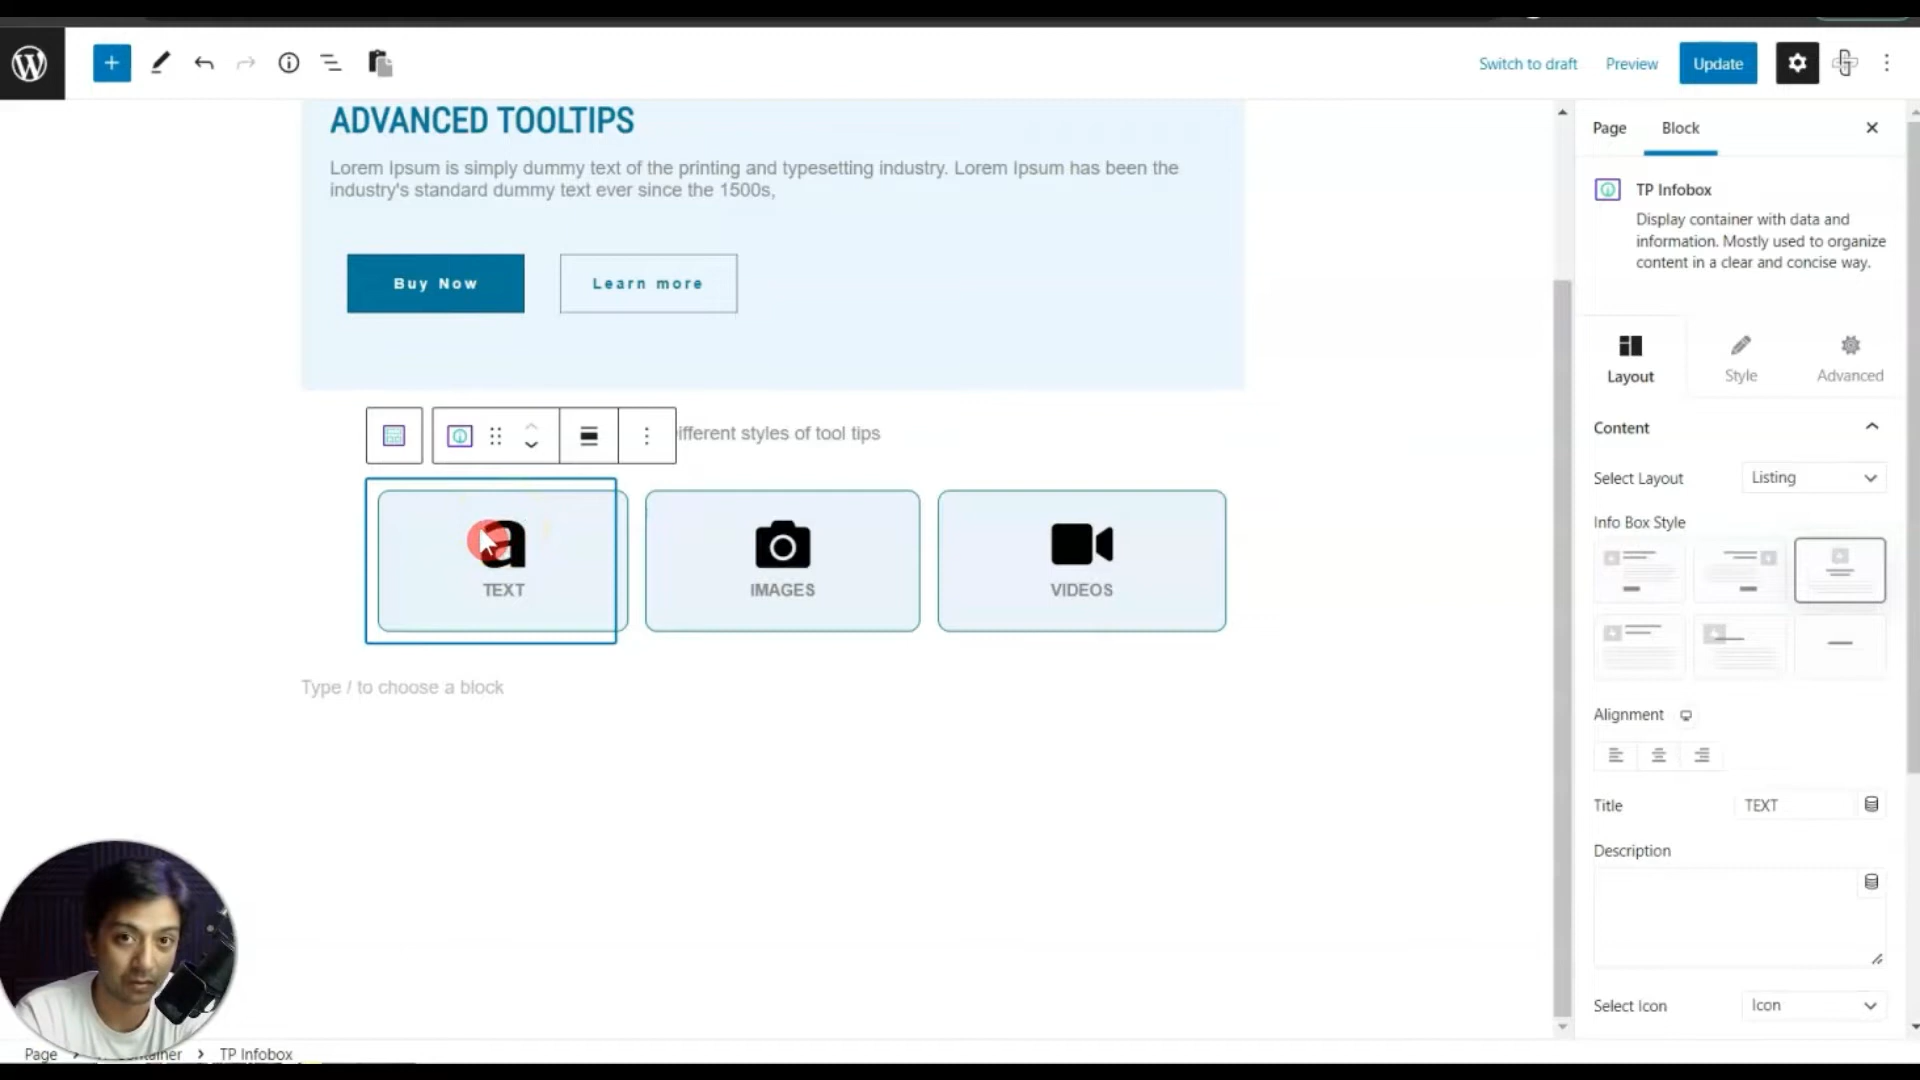 Switch to draft
Preview
Update
ADVANCED TOOLTIPS
Lorem Ipsum is simply dummy text of the printing and typesetting industry. Lorem Ipsum has been the
industry's standard dummy text ever since the 1500s,
Buy Now
Learn more
ifferent styles of tool tips
a
TEXT
IMAGES
VIDEOS
Type / to choose a block
Page
Block
TP Infobox
Display container with data and
information. Mostly used to organize
content in a clear and concise way.
Layout
Style
Advanced
Content
Select Layout
Listing
Info Box Style
Alignment
Title
TEXT
Description
Select Icon
Icon
Page
TP Infobox